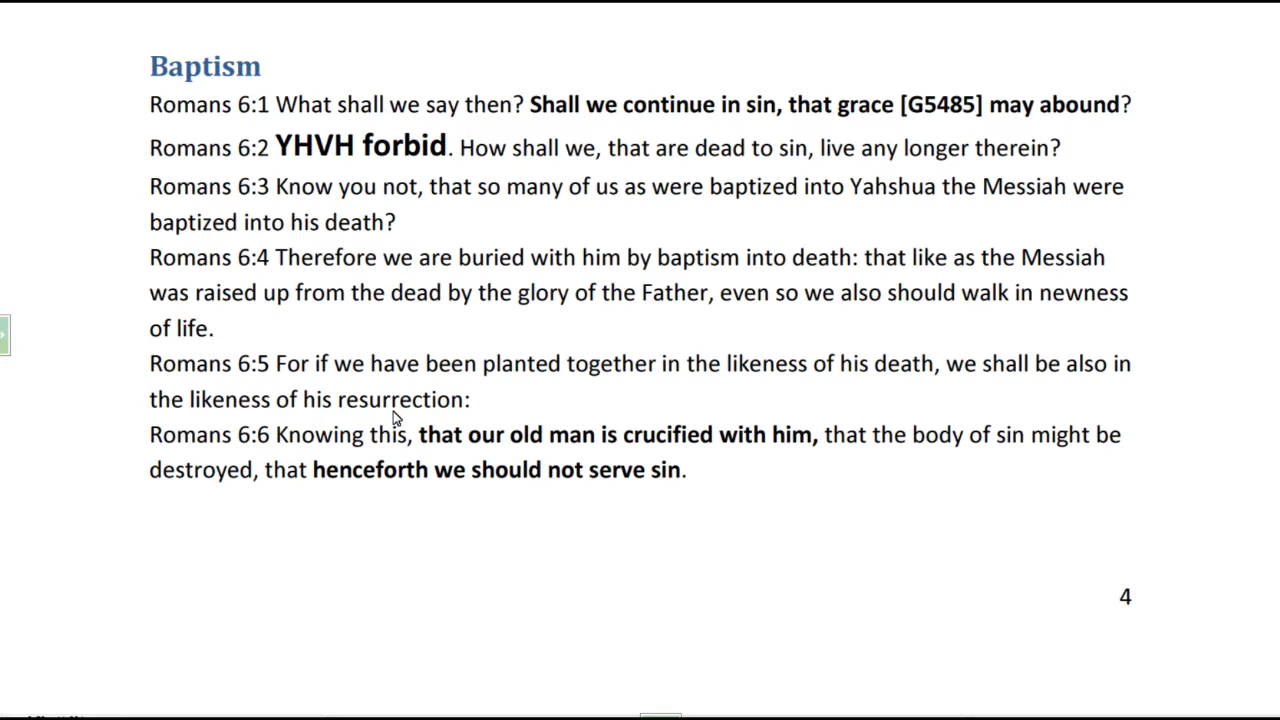 Baptism
Romans 6:1 What shall we say then? Shall we continue in sin, that grace [G5485] may abound?
Romans 6:2 YHVH forbid. How shall we, that are dead to sin, live any longer therein?
Romans 6:3 Know you not, that so many of us as were baptized into Yahshua the Messiah were
baptized into his death?
Romans 6:4 Therefore we are buried with him by baptism into death: that like as the Messiah
was raised up from the dead by the glory of the Father, even so we also should walk in newness
of life.
Romans 6:5 For if we have been planted together in the likeness of his death, we shall be also in
the likeness of his resurrection:
Romans 6:6 Knowing this, that our old man is crucified with him, that the body of sin might be
destroyed, that henceforth we should not serve sin.
4